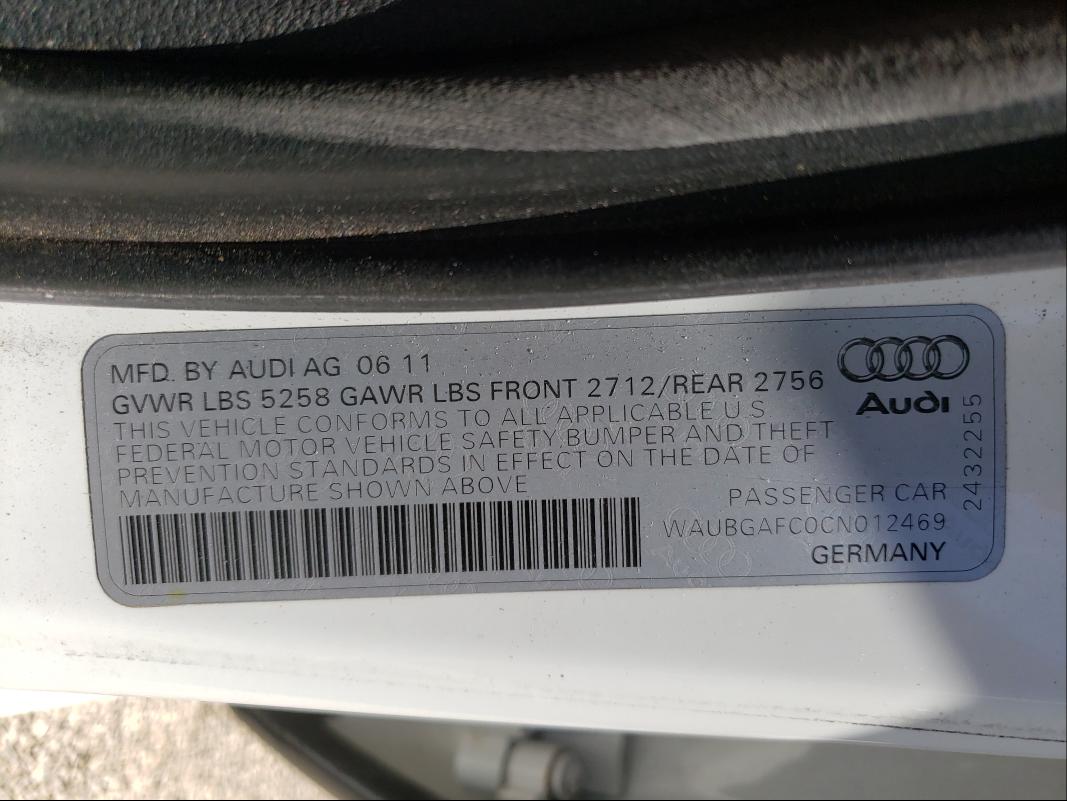 MFD. BY AUDI AG 06 11
GVWR LBS 5258 GAWR LBS FRONT 2712/REAR 2756
THIS VEHICLE CONFORMS TO ALL APPLICABLE U.S.
FEDERAL MOTOR VEHICLE SAFETY, BUMPER AND THEFT
PREVENTION STANDARDS IN EFFECT ON THE DATE OF
MANUFACTURE SHOWN ABOVE
PASSENGER CAR
WAUBGAFC0CN012469
GERMANY
Audi
2432255